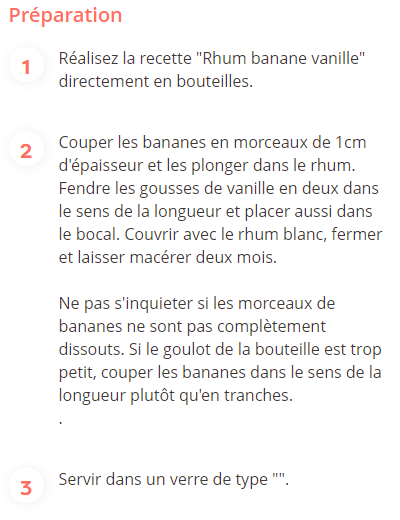 Préparation
1
Réalisez la recette "Rhum banane vanille"
directement en bouteilles.
2
Couper les bananes en morceaux de 1cm
d'épaisseur et les plonger dans le rhum.
Fendre les gousses de vanille en deux dans
le sens de la longueur et placer aussi dans
le bocal. Couvrir avec le rhum blanc, fermer
et laisser macérer deux mois.
Ne pas s'inquieter si les morceaux de
bananes ne sont pas complètement
dissouts. Si le goulot de la bouteille est trop
petit, couper les bananes dans le sens de la
longueur plutôt qu'en tranches.
.
3
Servir dans un verre de type "".